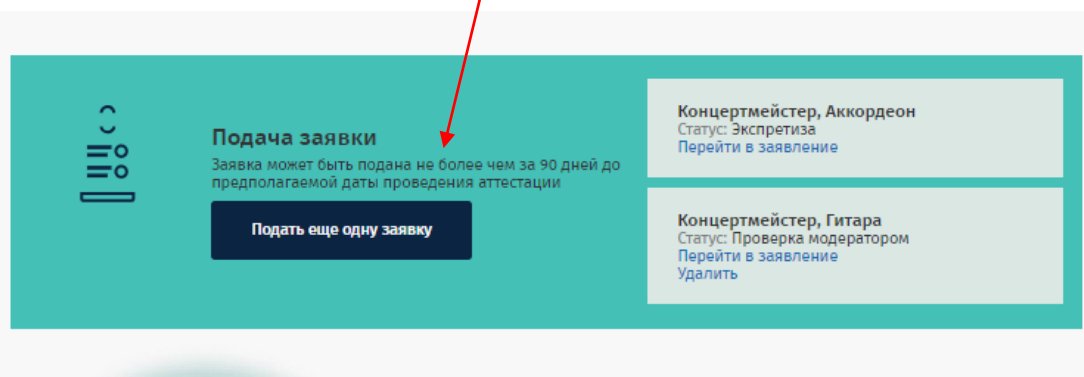 Подача заявки
Заявка может быть подана не более чем за 90 дней до
предполагаемой даты проведения аттестации
Подать еще одну заявку
Концертмейстер, Аккордеон
Статус: Экспретиза
Перейти в заявление
Концертмейстер, Гитара
Статус: Проверка модератором
Перейти в заявление
Удалить